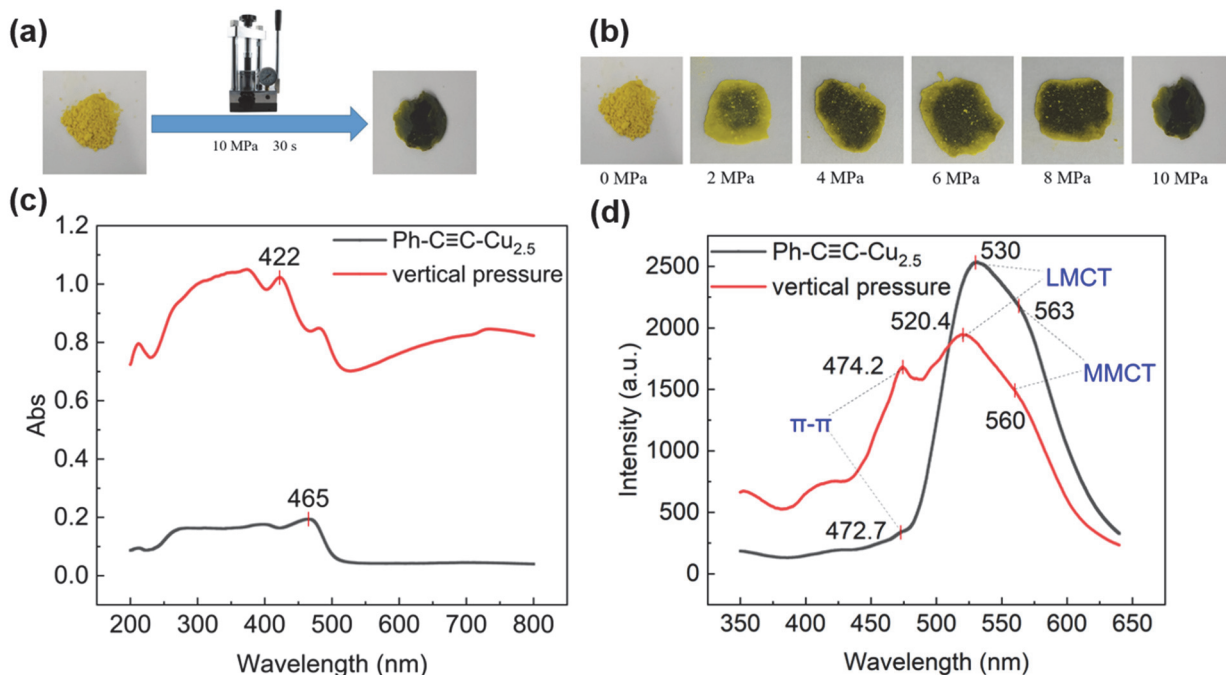 (a)
10 MPa 30 s
(b)
0 MPa
2 MPa
4 MPa
6 MPa
8 MPa
10 MPa
(c)
1.2
1.0
0.8
0.6
0.4
0.2
0.0
Abs
Ph-C≡C-Cu2.5
vertical pressure
422
465
200
300
400
500
600
700
800
Wavelength (nm)
(d)
2500
2000
1500
1000
500
0
Intensity (a.u.)
Ph-C≡C-Cu2.5
vertical pressure
530
LMCT
520.4
563
474.2
MMCT
560
π-π
472.7
350
400
450
500
550
600
650
Wavelength (nm)